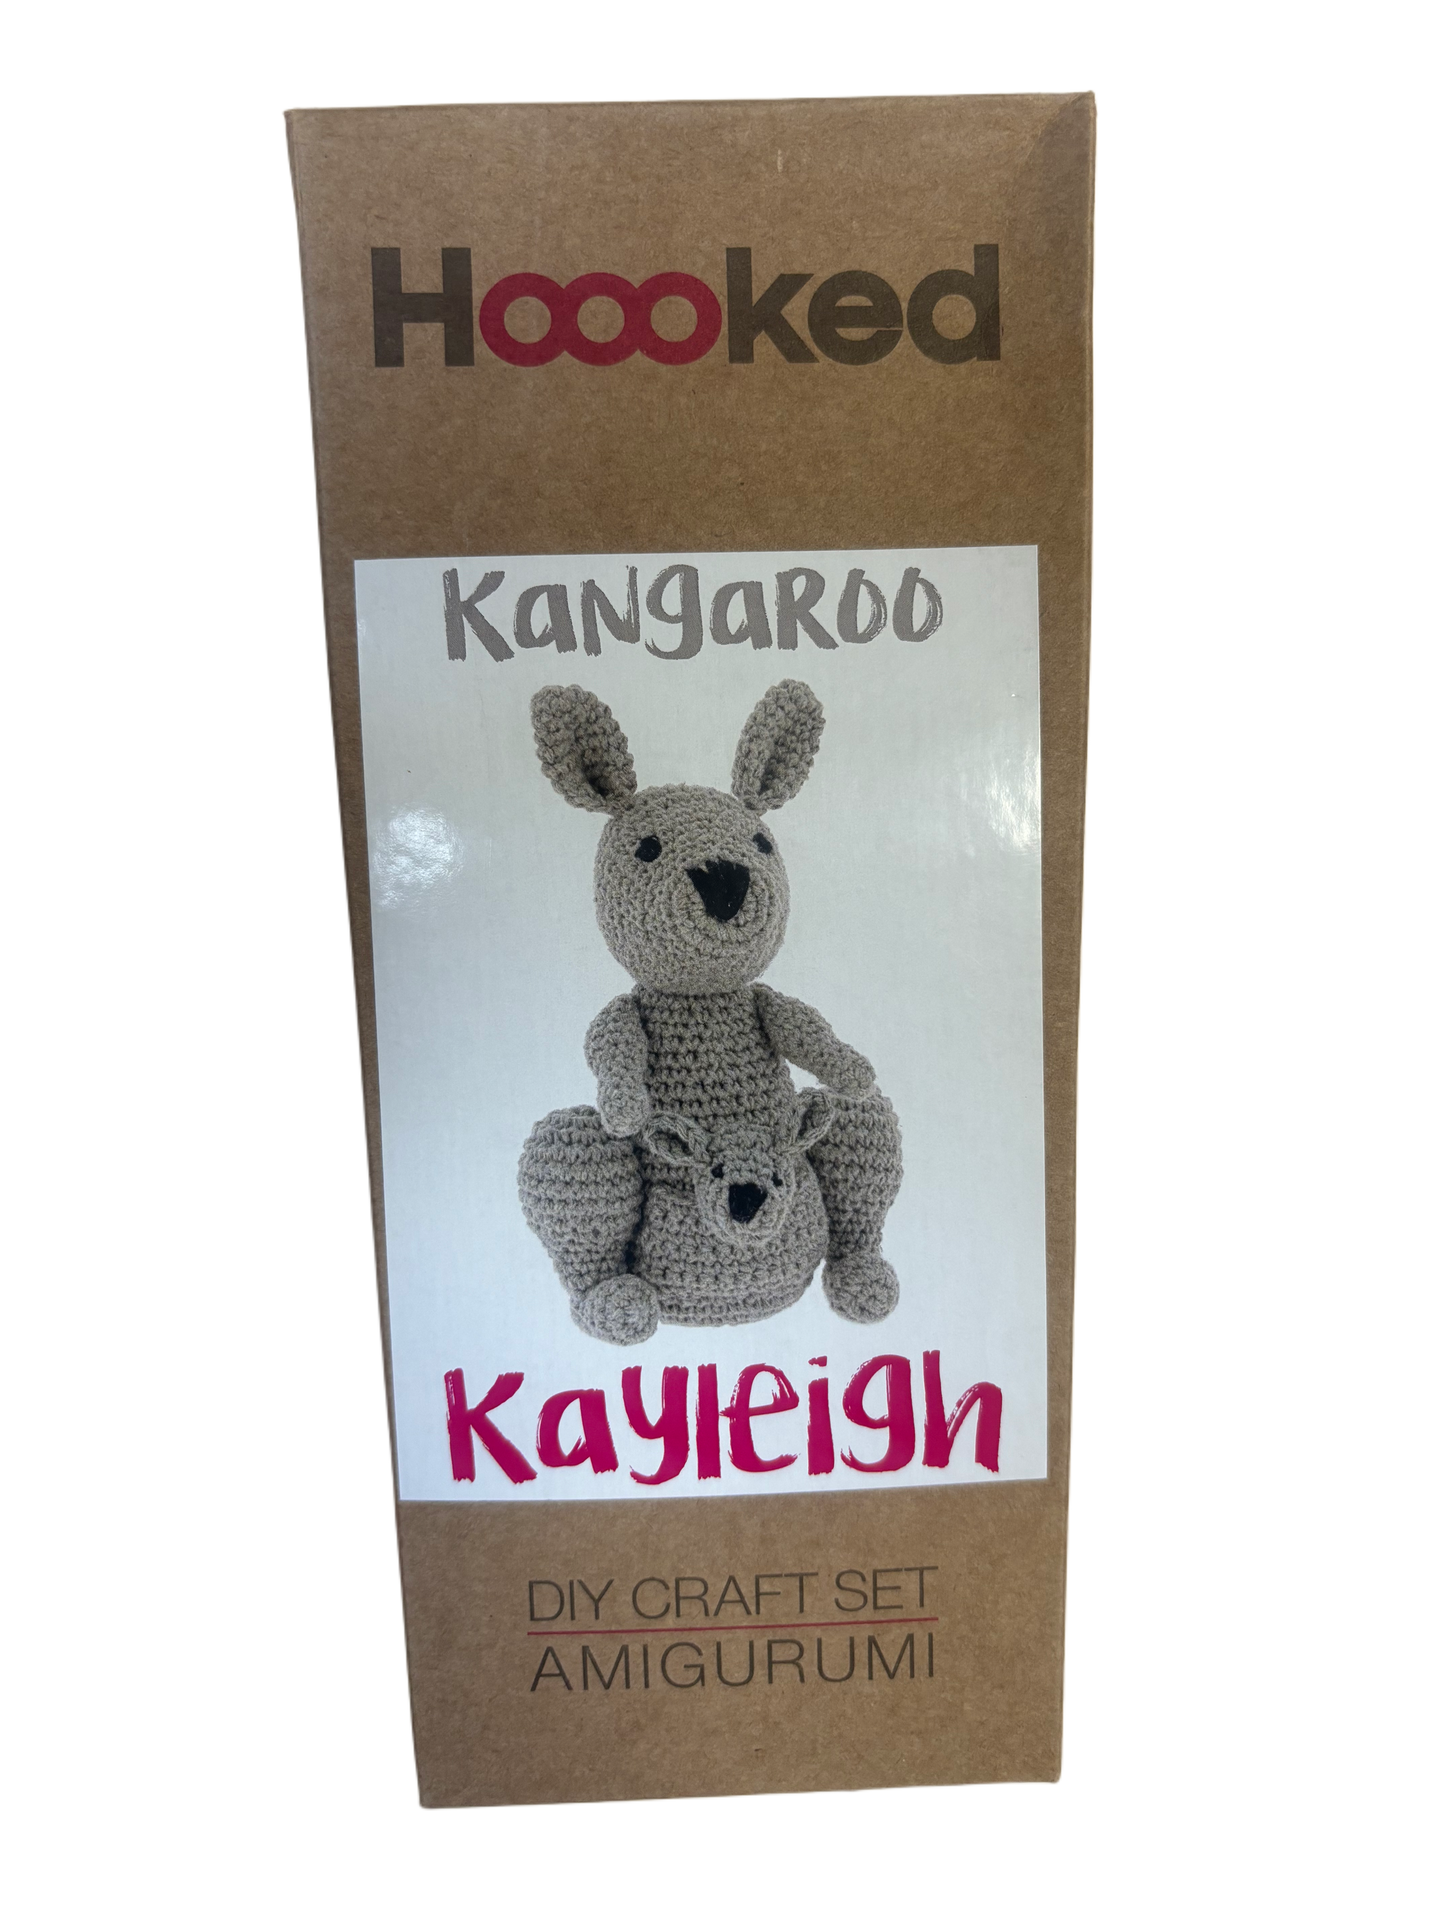 Hoooked
KaNgaRoo
Kayleigh
DIY CRAFT SET
AMIGURUMI